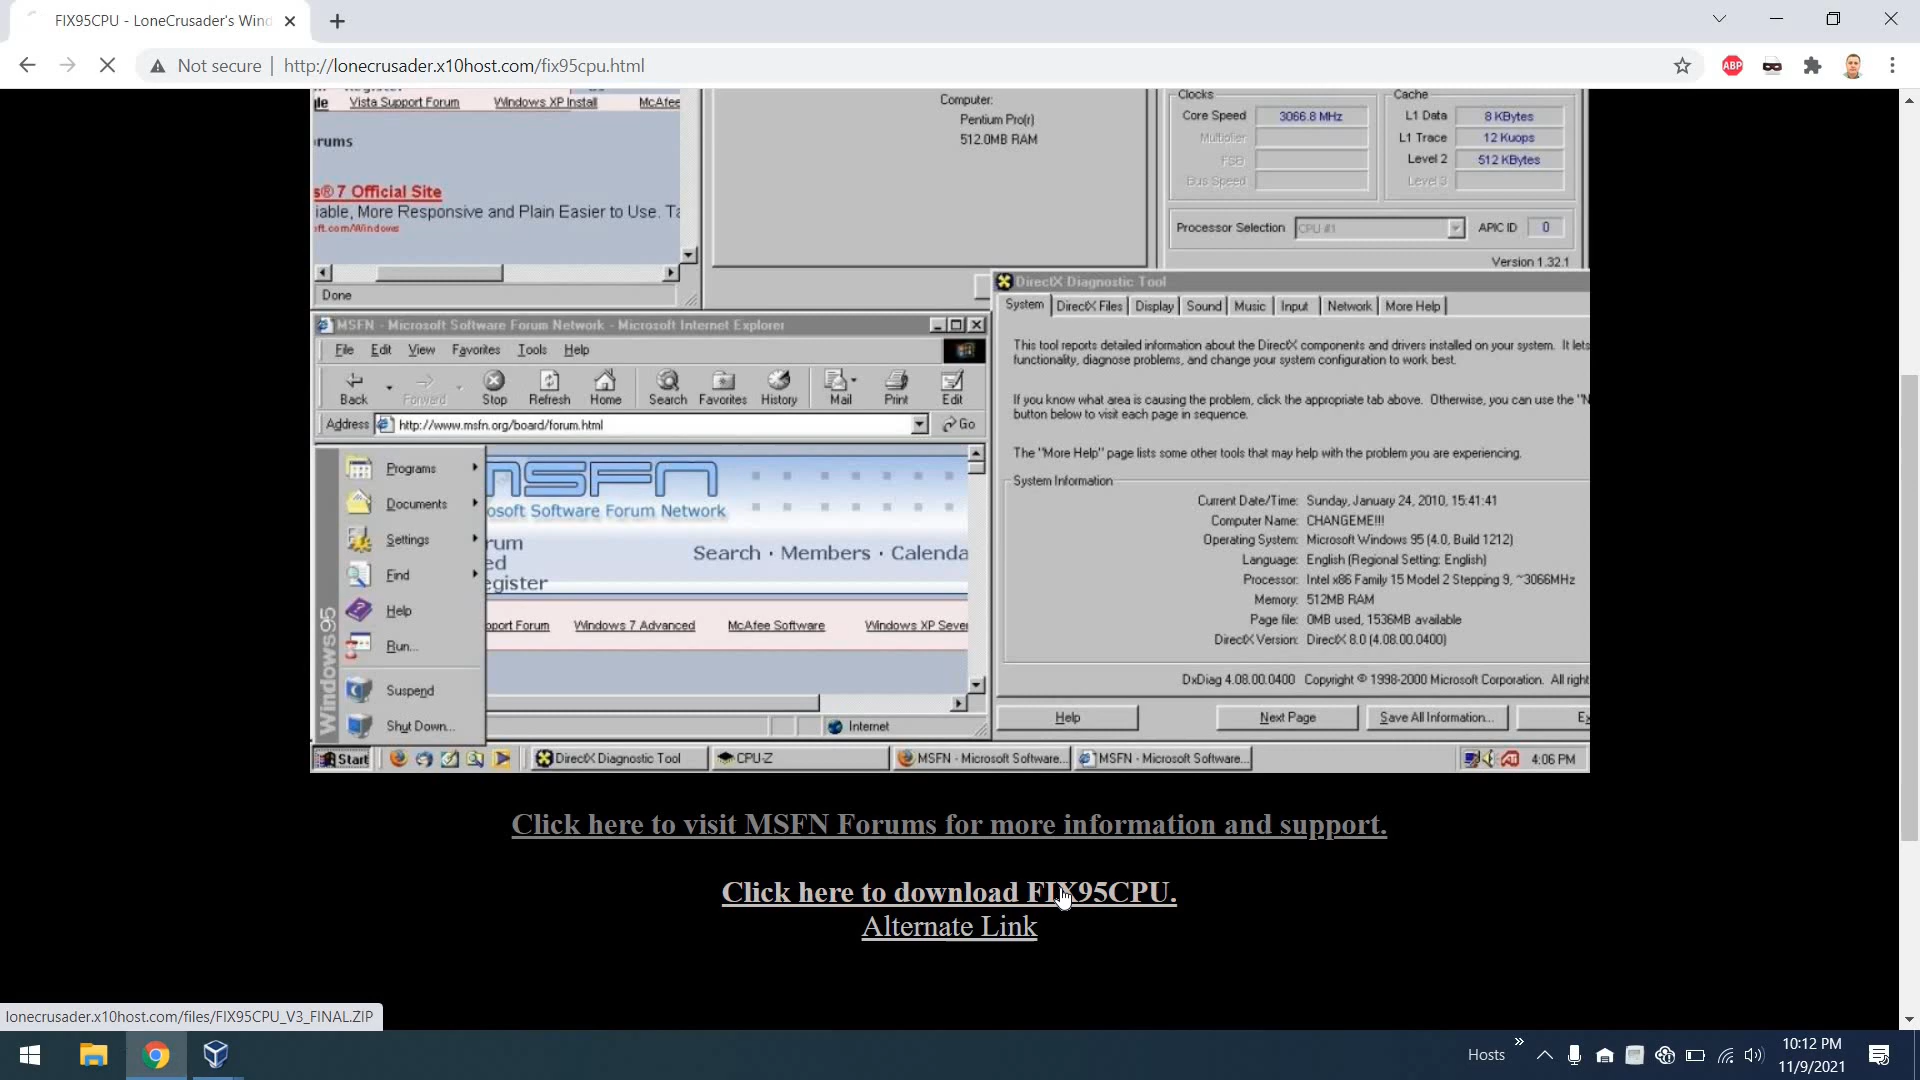 FIX95CPU - LoneCrusader's Wind
Not secure | http://lonecrusader.x10host.com/fix95cpu.html
ABP
Vista Support Forum Windows XP Install McAfee
rums
s® 7 Official Site
iable, More Responsive and Plain Easier to Use. Ta
ft.com/Windows
Done
Computer:
Pentium Pro(r)
512.0MB RAM
Clocks
Core Speed 3066.8 MHz
Multiplier
FSB
Bus Speed
Cache
L1 Data 8 KBytes
L1 Trace 12 Kuops
Level 2 512 KBytes
Level 3
Processor Selection CPU #1 APIC ID 0
Version 1.32.1
MSFN - Microsoft Software Forum Network - Microsoft Internet Explorer
File Edit View Favorites Tools Help
Back Forward Stop Refresh Home Search Favorites History Mail Print Edit
Address http://www.msfn.org/board/forum.html Go
msfn
osoft Software Forum Network
rum
ed
egister
Search · Members · Calenda
pport Forum Windows 7 Advanced McAfee Software Windows XP Sever
Internet
Windows95
Programs
Documents
Settings
Find
Help
Run...
Suspend
Shut Down...
DirectX Diagnostic Tool
System DirectX Files Display Sound Music Input Network More Help
This tool reports detailed information about the DirectX components and drivers installed on your system. It lets
functionality, diagnose problems, and change your system configuration to work best.
If you know what area is causing the problem, click the appropriate tab above. Otherwise, you can use the "N
button below to visit each page in sequence.
The "More Help" page lists some other tools that may help with the problem you are experiencing.
System Information
Current Date/Time: Sunday, January 24, 2010, 15:41:41
Computer Name: CHANGEME!!!
Operating System: Microsoft Windows 95 (4.0, Build 1212)
Language: English (Regional Setting: English)
Processor: Intel x86 Family 15 Model 2 Stepping 9, ~3066MHz
Memory: 512MB RAM
Page file: 0MB used, 1536MB available
DirectX Version: DirectX 8.0 (4.08.00.0400)
DxDiag 4.08.00.0400 Copyright © 1998-2000 Microsoft Corporation. All right
Help Next Page Save All Information... Ex
Start DirectX Diagnostic Tool CPU-Z MSFN - Microsoft Software... MSFN - Microsoft Software... 4:06 PM
Click here to visit MSFN Forums for more information and support.
Click here to download FIX95CPU.
Alternate Link
lonecrusader.x10host.com/files/FIX95CPU_V3_FINAL.ZIP
Hosts
10:12 PM
11/9/2021